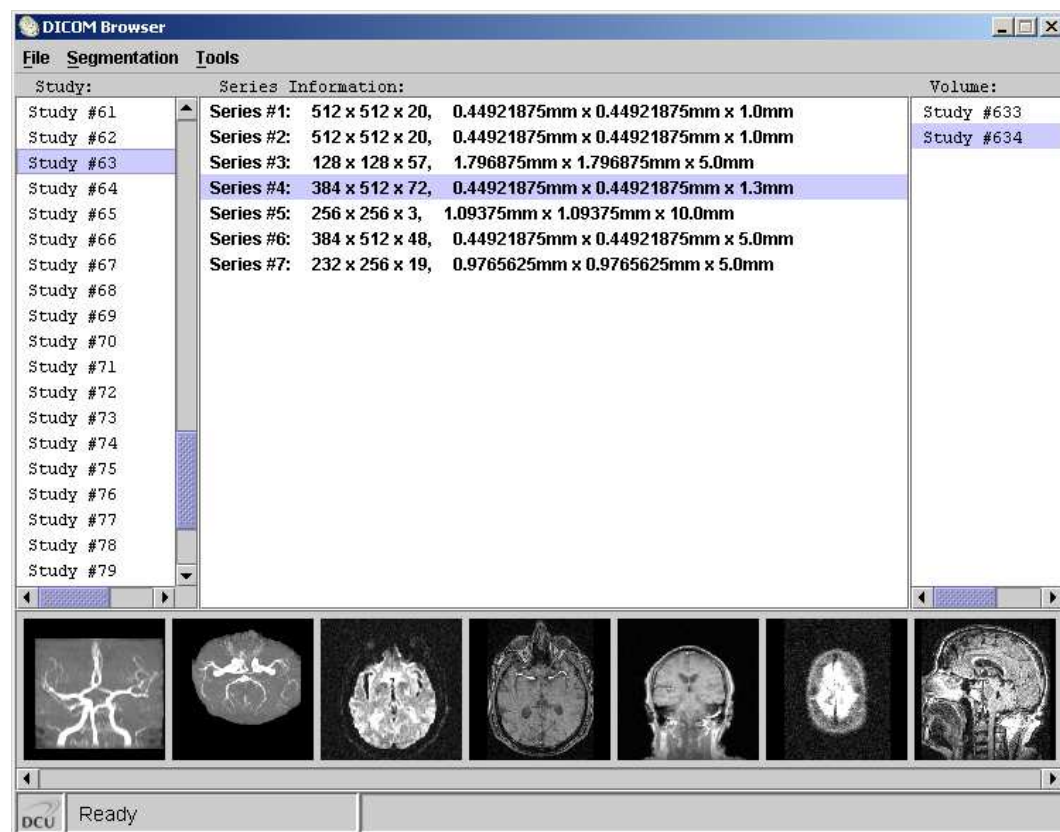 DICOM Browser
File Segmentation Tools
Study: Series Information: Volume:
Study #61
Study #62
Study #63
Study #64
Study #65
Study #66
Study #67
Study #68
Study #69
Study #70
Study #71
Study #72
Study #73
Study #74
Study #75
Study #76
Study #77
Study #78
Study #79
Series #1: 512 x 512 x 20, 0.44921875mm x 0.44921875mm x 1.0mm
Series #2: 512 x 512 x 20, 0.44921875mm x 0.44921875mm x 1.0mm
Series #3: 128 x 128 x 57, 1.796875mm x 1.796875mm x 5.0mm
Series #4: 384 x 512 x 72, 0.44921875mm x 0.44921875mm x 1.3mm
Series #5: 256 x 256 x 3, 1.09375mm x 1.09375mm x 10.0mm
Series #6: 384 x 512 x 48, 0.44921875mm x 0.44921875mm x 5.0mm
Series #7: 232 x 256 x 19, 0.9765625mm x 0.9765625mm x 5.0mm
Study #633
Study #634
DCU Ready